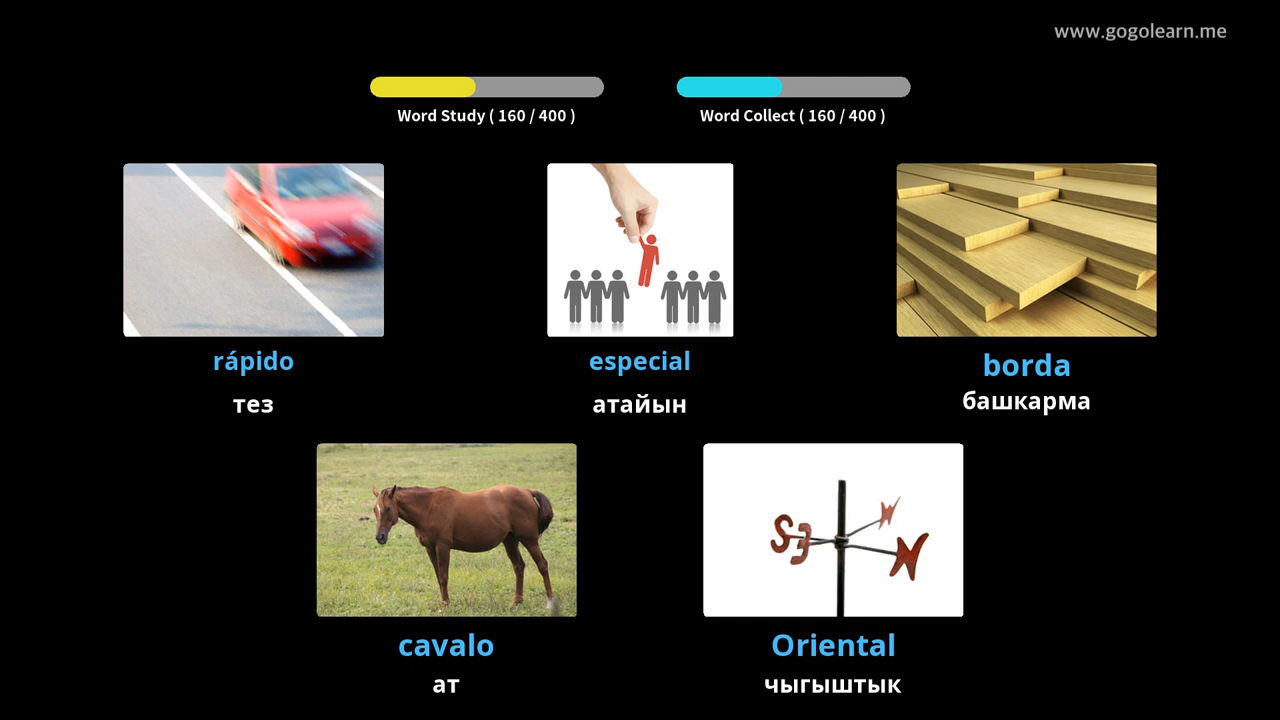 www.gogolearn.me
Word Study ( 160 / 400 )
Word Collect ( 160 / 400 )
rápido
тез
especial
атайын
borda
башкарма
S
E
N
W
cavalo
ат
Oriental
чыгыштык